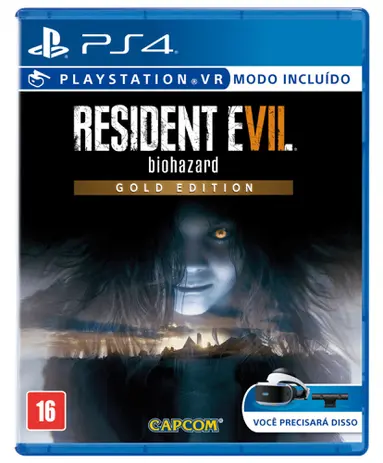 PS4
PLAYSTATION®VR MODO INCLUÍDO
RESIDENT EVIL
biohazard
GOLD EDITION
16
CAPCOM
VOCÊ PRECISARÁ DISSO